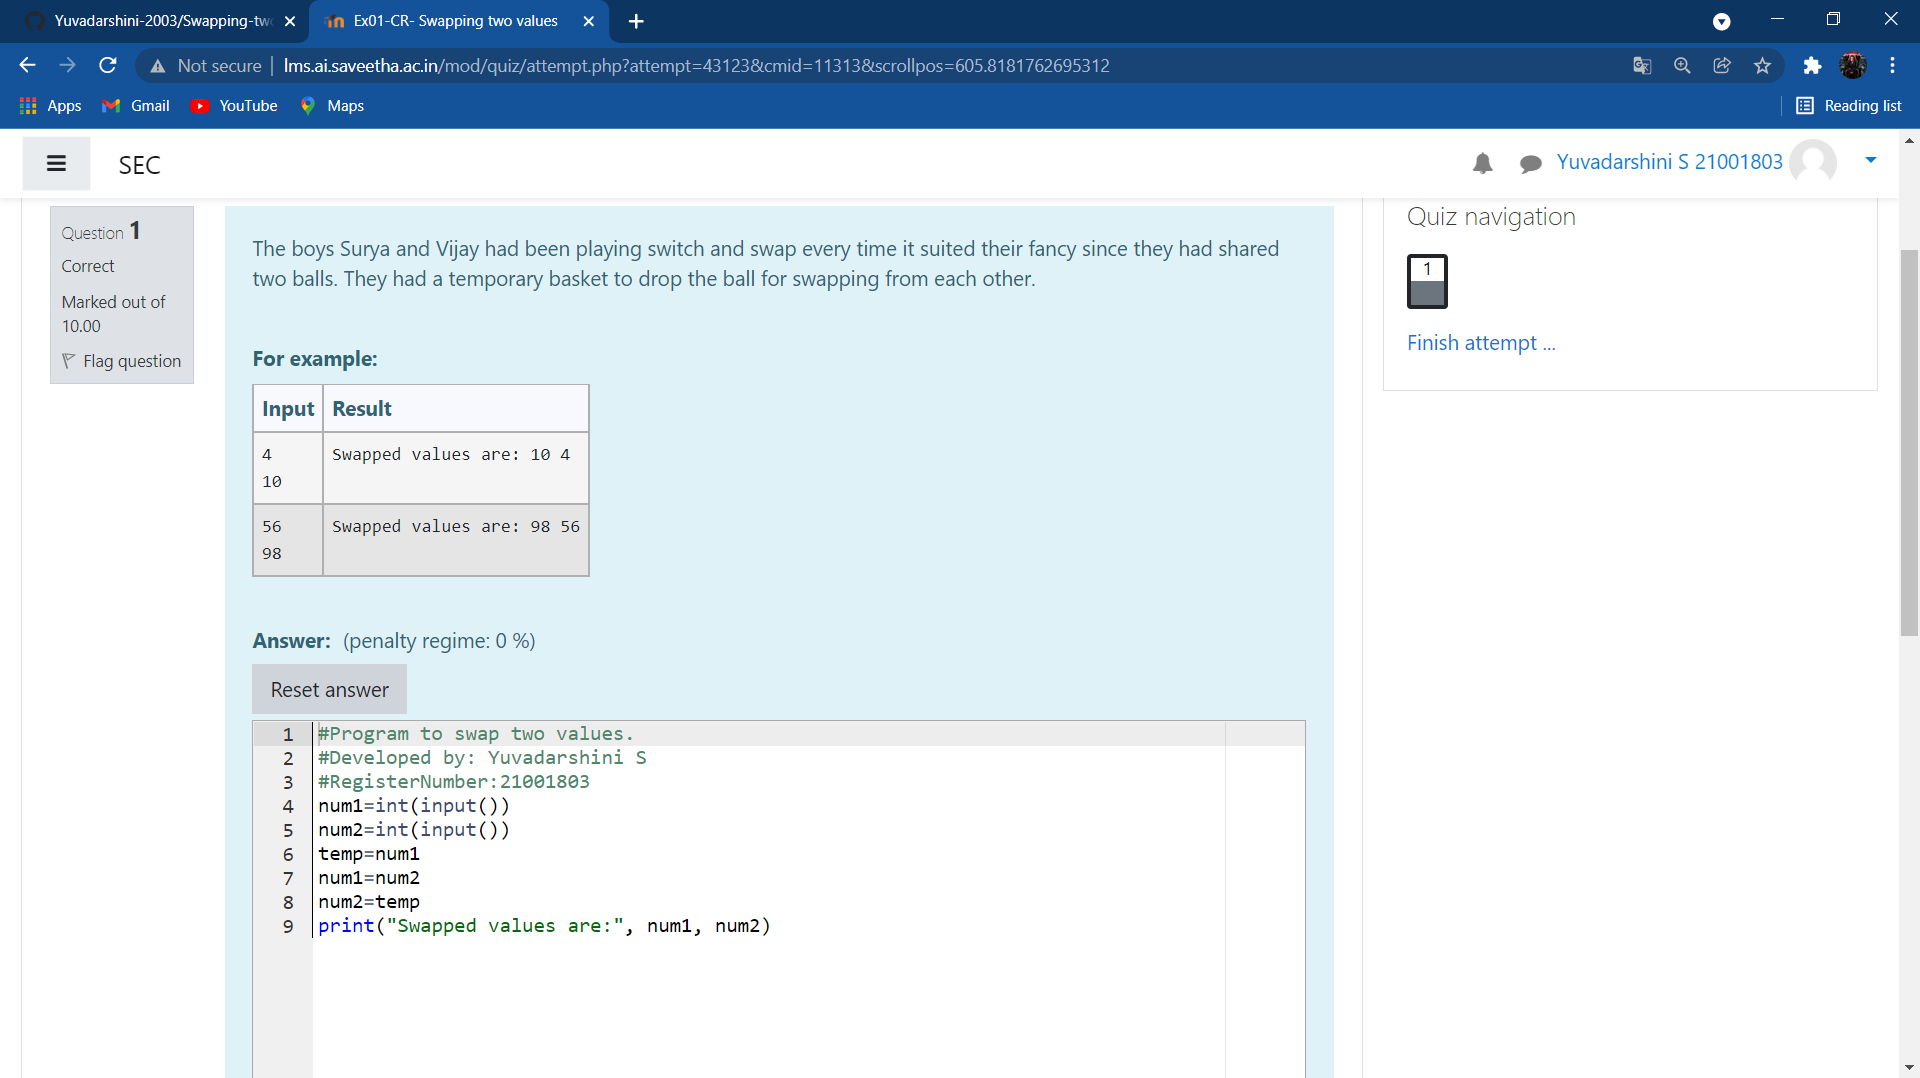 Yuvadarshini-2003/Swapping-tw
Ex01-CR- Swapping two values
Not secure | lms.ai.saveetha.ac.in/mod/quiz/attempt.php?attempt=43123&cmid=11313&scrollpos=605.8181762695312
Apps
Gmail
YouTube
Maps
Reading list
SEC
Yuvadarshini S 21001803
Question 1
Correct
Marked out of
10.00
Flag question
The boys Surya and Vijay had been playing switch and swap every time it suited their fancy since they had shared
two balls. They had a temporary basket to drop the ball for swapping from each other.
For example:
Input Result
4 Swapped values are: 10 4
10
56 Swapped values are: 98 56
98
Answer: (penalty regime: 0 %)
Reset answer
1 #Program to swap two values.
2 #Developed by: Yuvadarshini S
3 #RegisterNumber:21001803
4 num1=int(input())
5 num2=int(input())
6 temp=num1
7 num1=num2
8 num2=temp
9 print("Swapped values are:", num1, num2)
Quiz navigation
1
Finish attempt ...